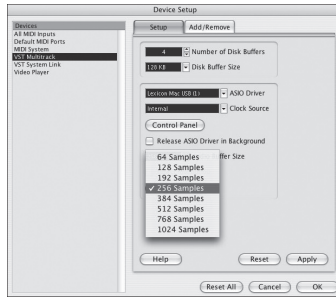 Device Setup
Devices
All MIDI Inputs
Default MIDI Ports
MIDI System
VST Multitrack
VST System Link
Video Player
Setup
Add/Remove
4 Number of Disk Buffers
128 KB Disk Buffer Size
Lexicon Mac USB (1) ASIO Driver
Internal Clock Source
Control Panel
Release ASIO Driver in Background
ffer Size
64 Samples
128 Samples
192 Samples
✓ 256 Samples
384 Samples
512 Samples
768 Samples
1024 Samples
Help Reset Apply
Reset All Cancel OK